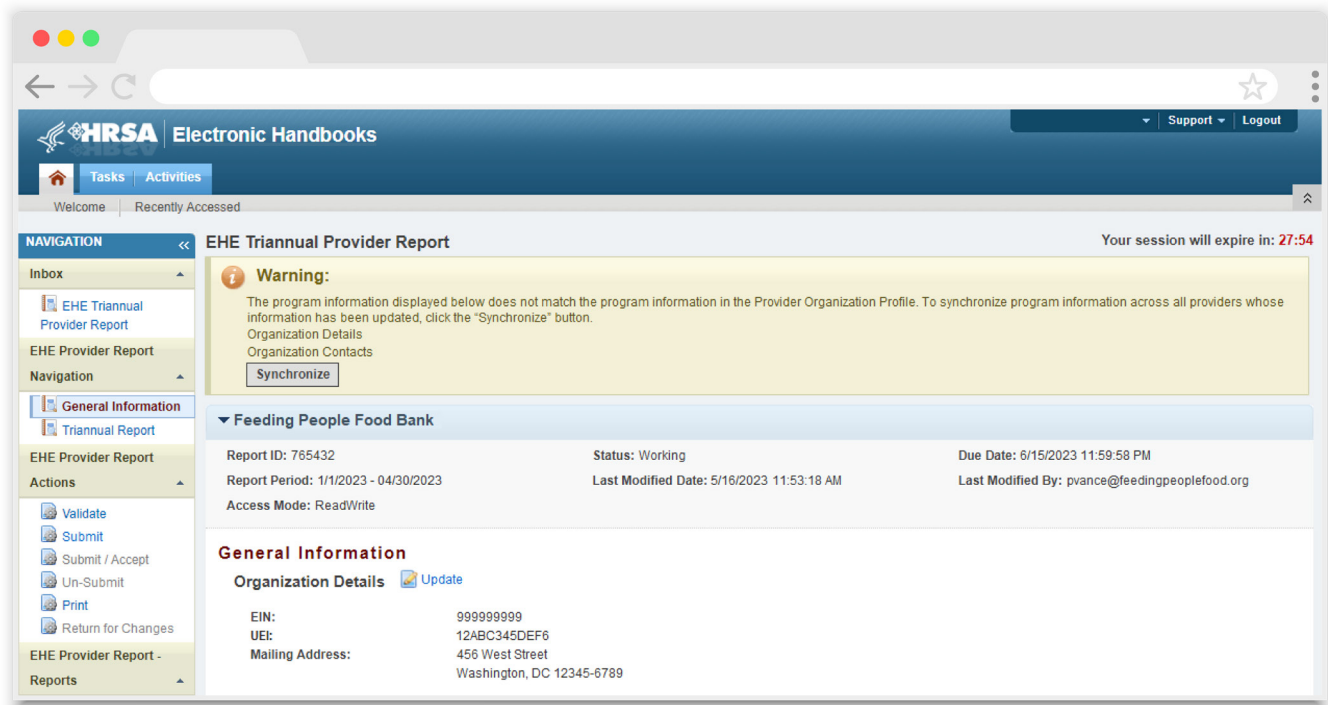 HRSA Electronic Handbooks
Support Logout
Tasks Activities
Welcome Recently Accessed
NAVIGATION
Inbox
EHE Triannual
Provider Report
EHE Provider Report
Navigation
General Information
Triannual Report
EHE Provider Report
Actions
Validate
Submit
Submit / Accept
Un-Submit
Print
Return for Changes
EHE Provider Report -
Reports
EHE Triannual Provider Report
Your session will expire in: 27:54
Warning:
The program information displayed below does not match the program information in the Provider Organization Profile. To synchronize program information across all providers whose
information has been updated, click the “Synchronize” button.
Organization Details
Organization Contacts
Synchronize
Feeding People Food Bank
Report ID: 765432 Status: Working Due Date: 6/15/2023 11:59:58 PM
Report Period: 1/1/2023 - 04/30/2023 Last Modified Date: 5/16/2023 11:53:18 AM Last Modified By: pvance@feedingpeoplefood.org
Access Mode: ReadWrite
General Information
Organization Details Update
EIN: 999999999
UEI: 12ABC345DEF6
Mailing Address: 456 West Street
Washington, DC 12345-6789